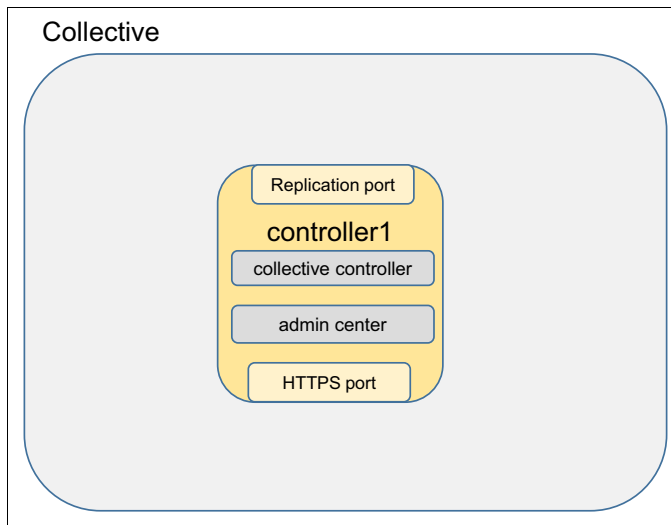 Collective
Replication port
controller1
collective controller
admin center
HTTPS port